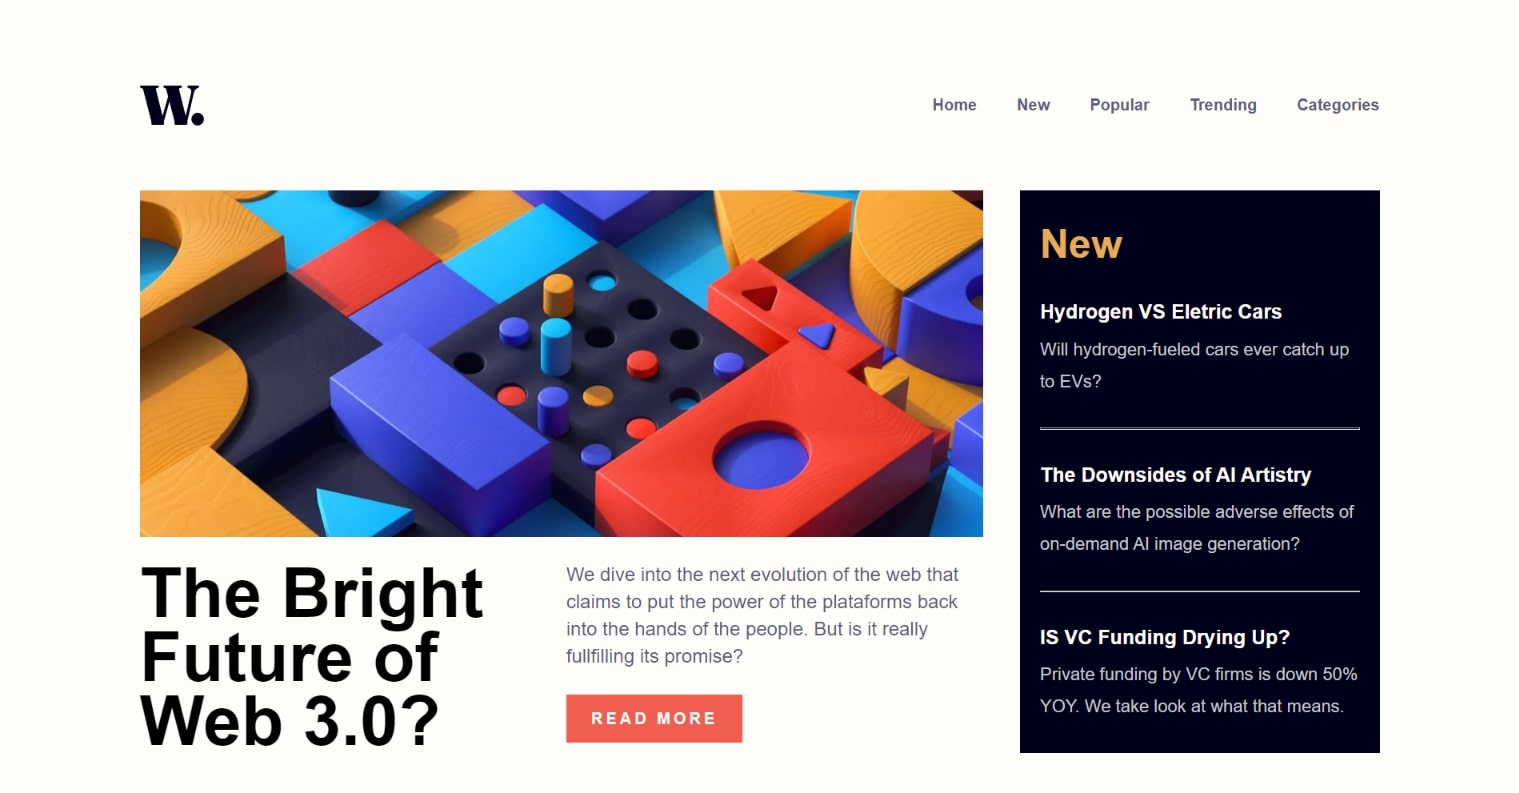 W.
Home New Popular Trending Categories
The Bright
Future of
Web 3.0?
We dive into the next evolution of the web that
claims to put the power of the plataforms back
into the hands of the people. But is it really
fullfilling its promise?
READ MORE
New
Hydrogen VS Eletric Cars
Will hydrogen-fueled cars ever catch up
to EVs?
The Downsides of AI Artistry
What are the possible adverse effects of
on-demand AI image generation?
IS VC Funding Drying Up?
Private funding by VC firms is down 50%
YOY. We take look at what that means.